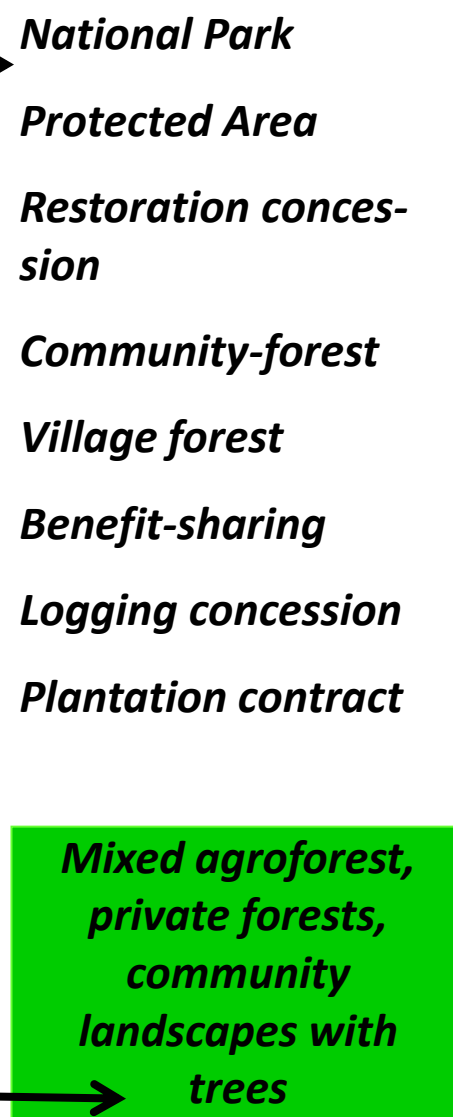 National Park
Protected Area
Restoration conces-
sion
Community-forest
Village forest
Benefit-sharing
Logging concession
Plantation contract
Mixed agroforest,
private forests,
community
landscapes with
trees